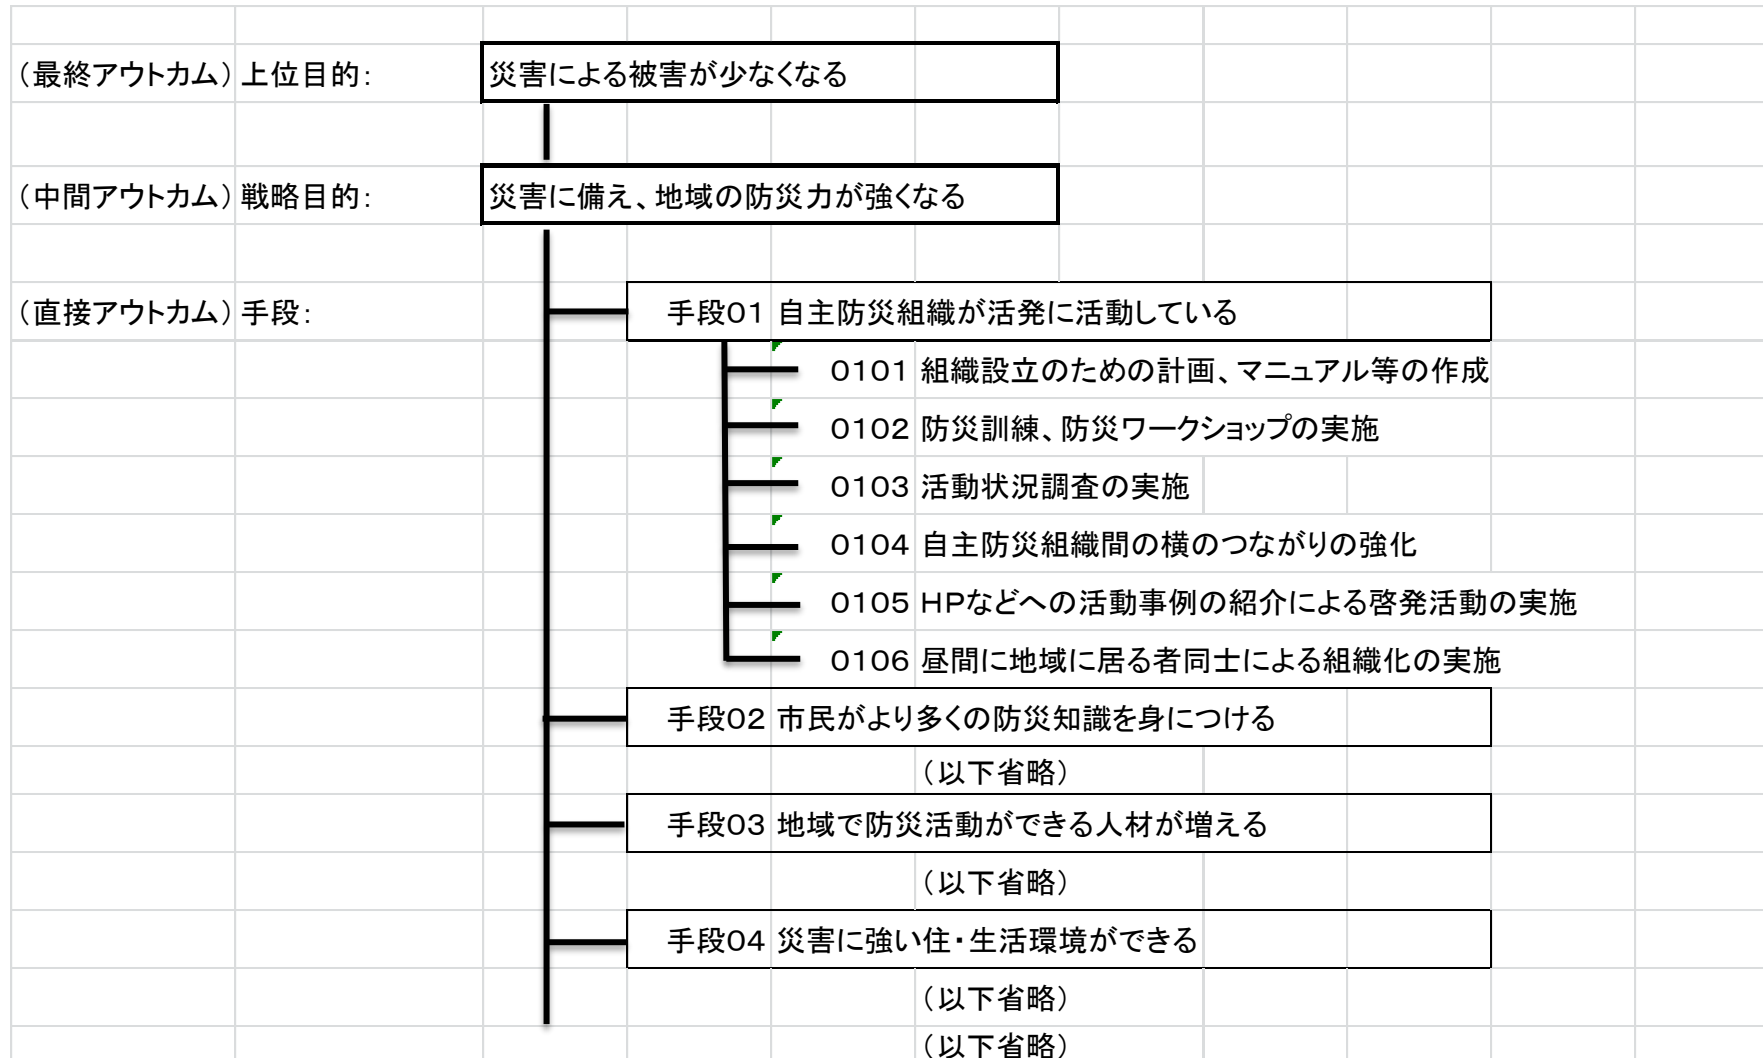 （最終アウトカム）上位目的： 災害による被害が少なくなる
（中間アウトカム）戦略目的： 災害に備え、地域の防災力が強くなる
（直接アウトカム）手段： 手段０１ 自主防災組織が活発に活動している
０１０１ 組織設立のための計画、マニュアル等の作成
０１０２ 防災訓練、防災ワークショップの実施
０１０３ 活動状況調査の実施
０１０４ 自主防災組織間の横のつながりの強化
０１０５ ＨＰなどへの活動事例の紹介による啓発活動の実施
０１０６ 昼間に地域に居る者同士による組織化の実施
手段０２ 市民がより多くの防災知識を身につける
（以下省略）
手段０３ 地域で防災活動ができる人材が増える
（以下省略）
手段０４ 災害に強い住・生活環境ができる
（以下省略）
（以下省略）